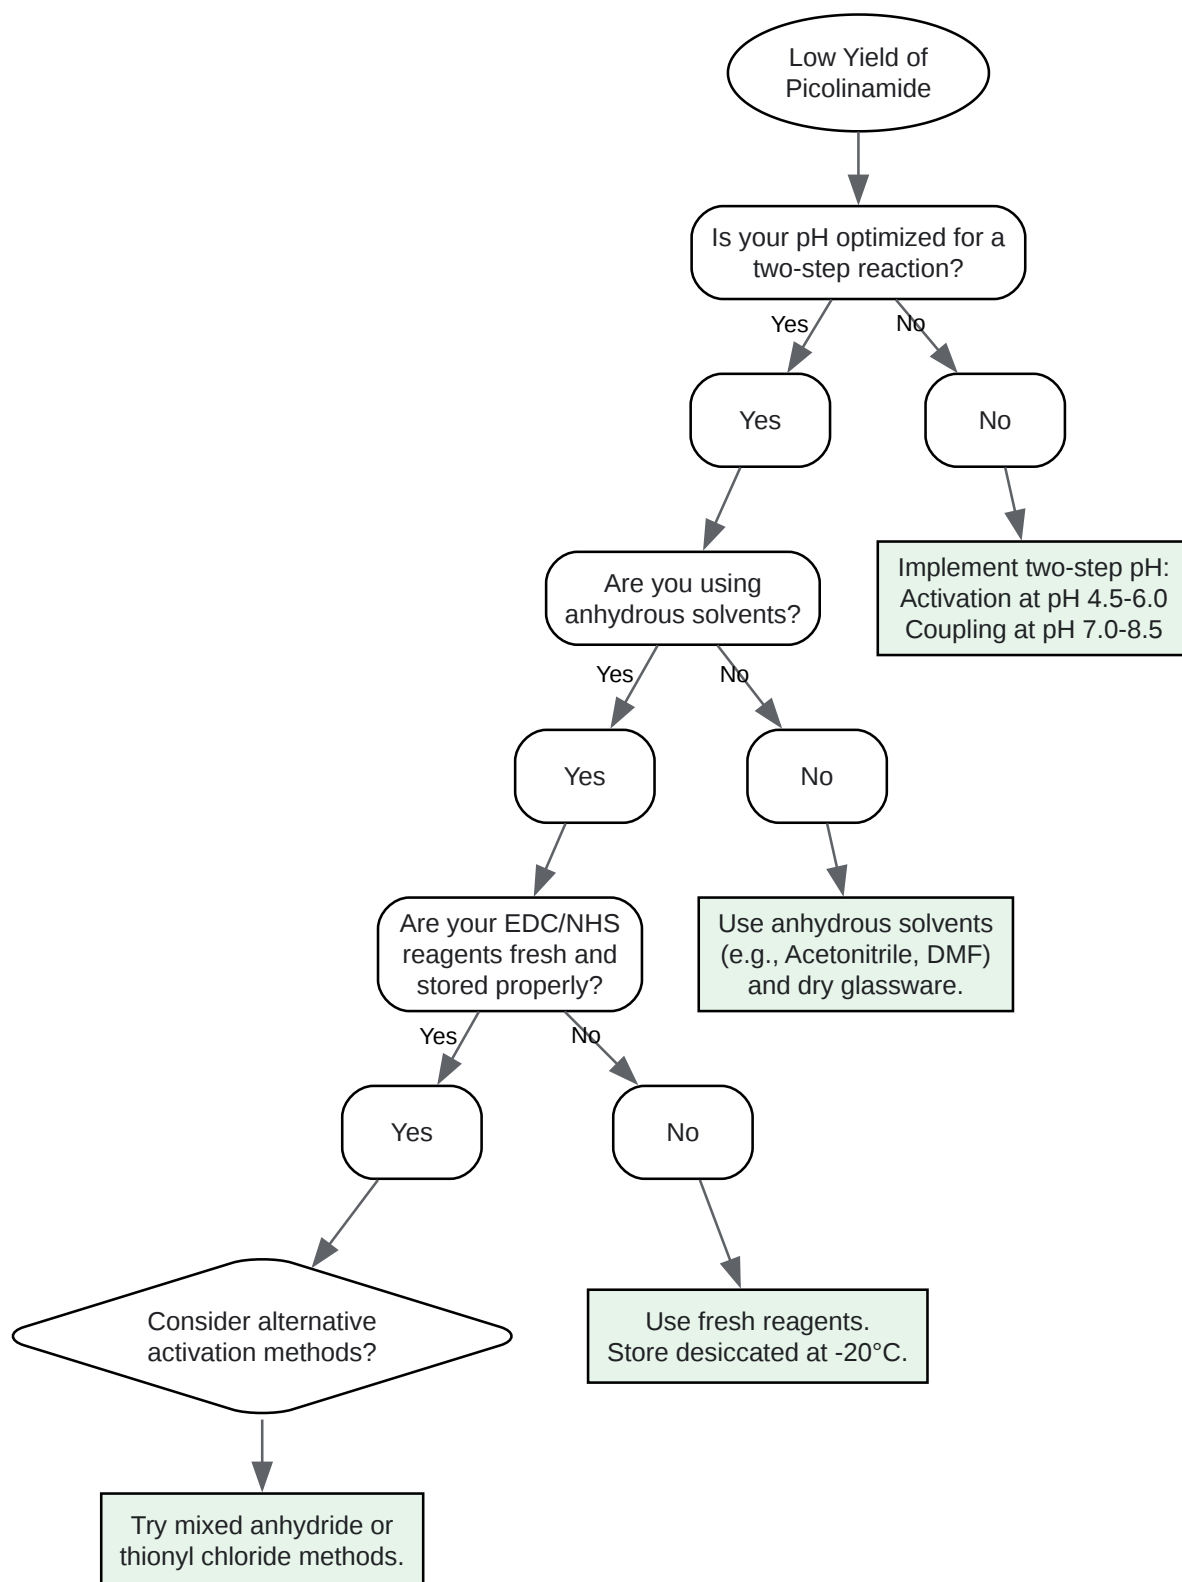 Low Yield of
Picolinamide
Is your pH optimized for a
two-step reaction?
Yes
No
Yes
No
Are you using
anhydrous solvents?
Implement two-step pH:
Activation at pH 4.5-6.0
Coupling at pH 7.0-8.5
Yes
No
Yes
No
Are your EDC/NHS
reagents fresh and
stored properly?
Use anhydrous solvents
(e.g., Acetonitrile, DMF)
and dry glassware.
Yes
No
Yes
No
Consider alternative
activation methods?
Use fresh reagents.
Store desiccated at -20°C.
Try mixed anhydride or
thionyl chloride methods.